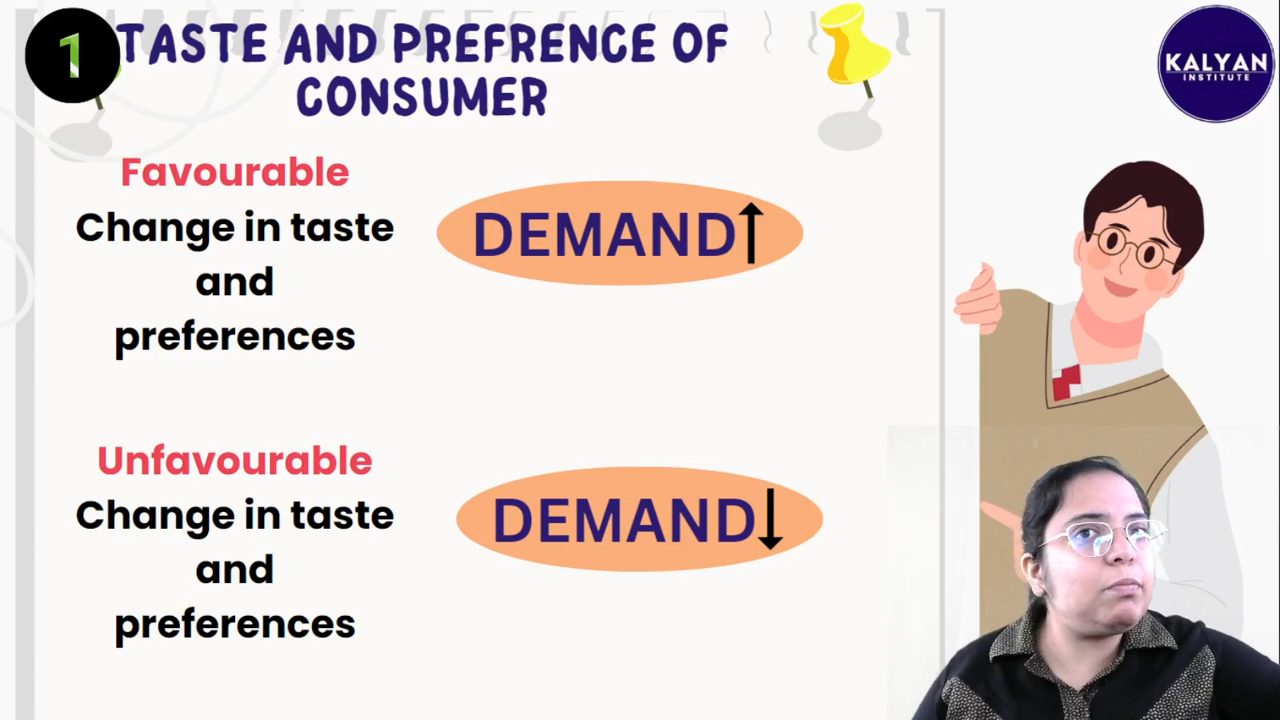 1
TASTE AND PREFRENCE OF
CONSUMER
KALYAN
INSTITUTE
Favourable
Change in taste
and
preferences
DEMAND↑
Unfavourable
Change in taste
and
preferences
DEMAND↓